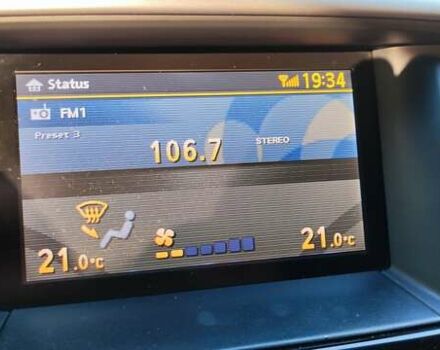 Status 19:34
FM1
Preset 3
106.7 STEREO
21.0°C 21.0°C